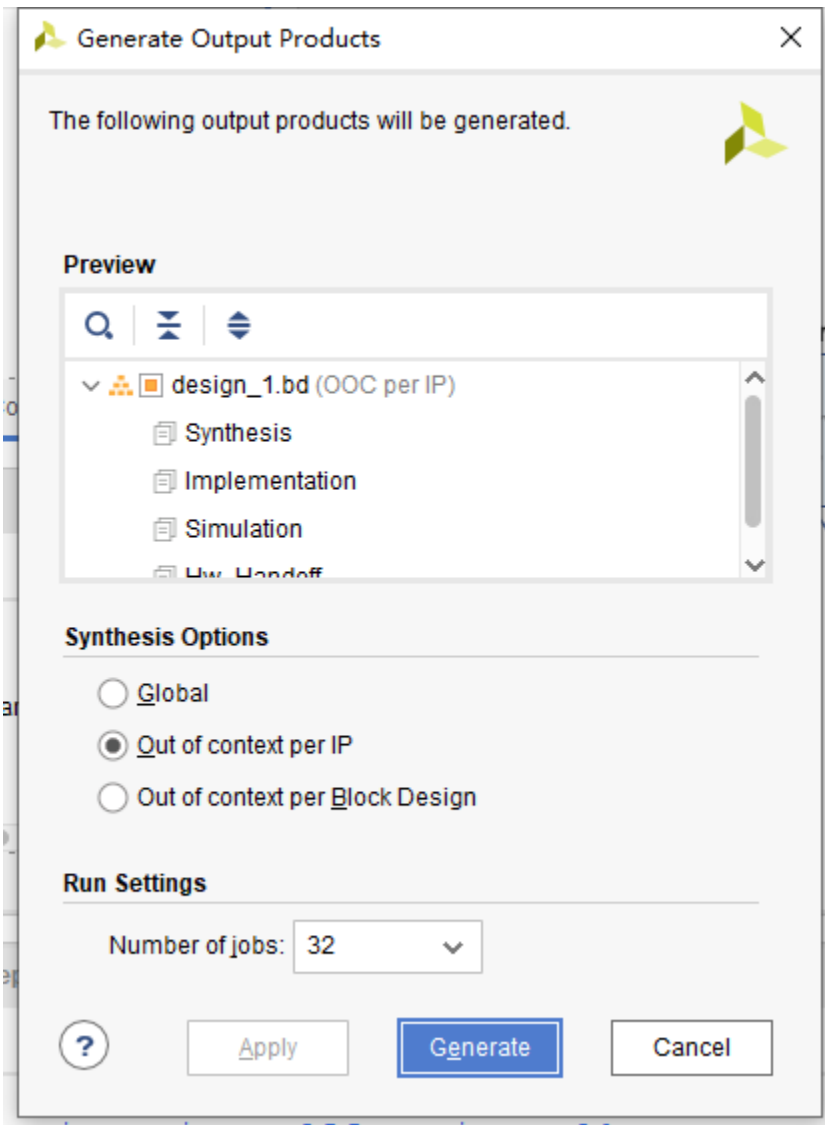 Generate Output Products
The following output products will be generated.
Preview
design_1.bd (OOC per IP)
Synthesis
Implementation
Simulation
Hw_Handoff
Synthesis Options
Global
Out of context per IP
Out of context per Block Design
Run Settings
Number of jobs: 32
? Apply Generate Cancel